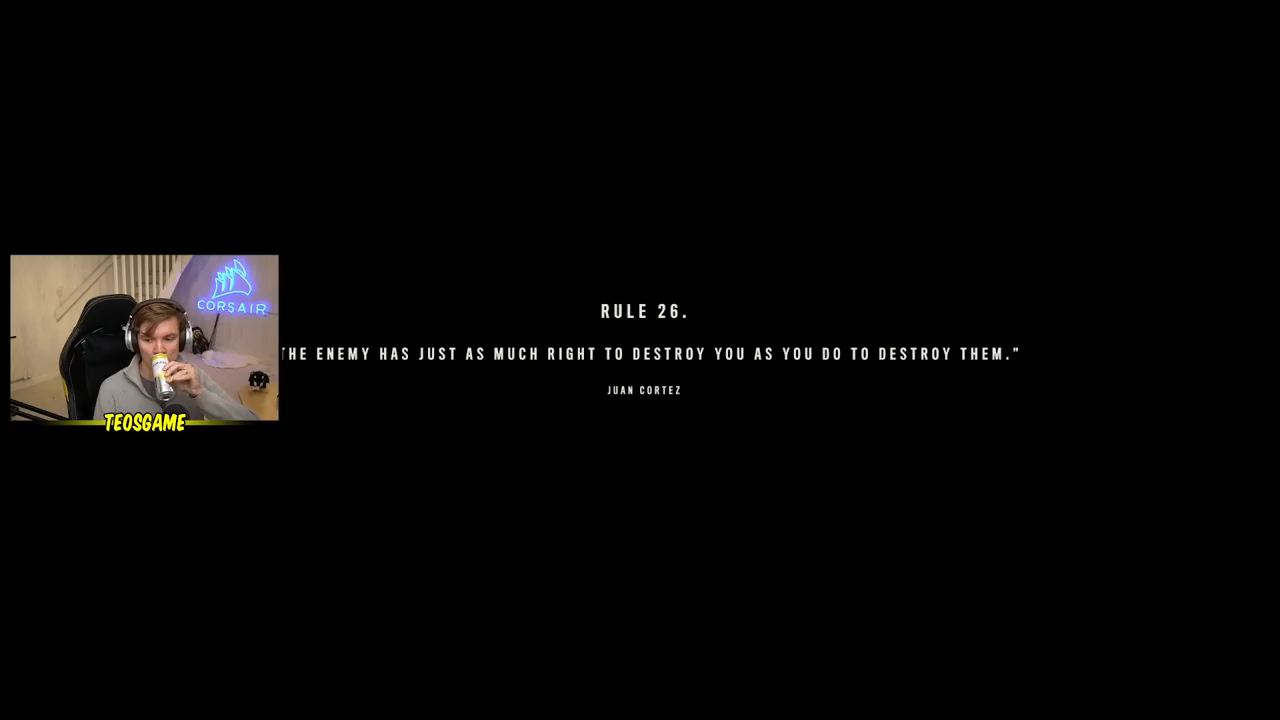 CORSAIR
TEOSGAME
RULE 26.
THE ENEMY HAS JUST AS MUCH RIGHT TO DESTROY YOU AS YOU DO TO DESTROY THEM."
JUAN CORTEZ